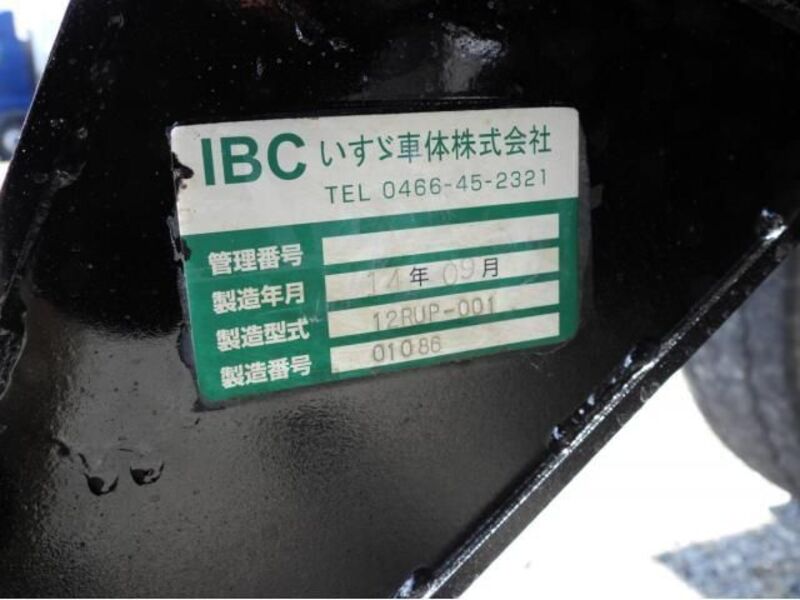 IBC いすゞ車体株式会社
TEL 0466-45-2321
管理番号
製造年月 14年 09月
製造型式 12RUP-001
製造番号 01086